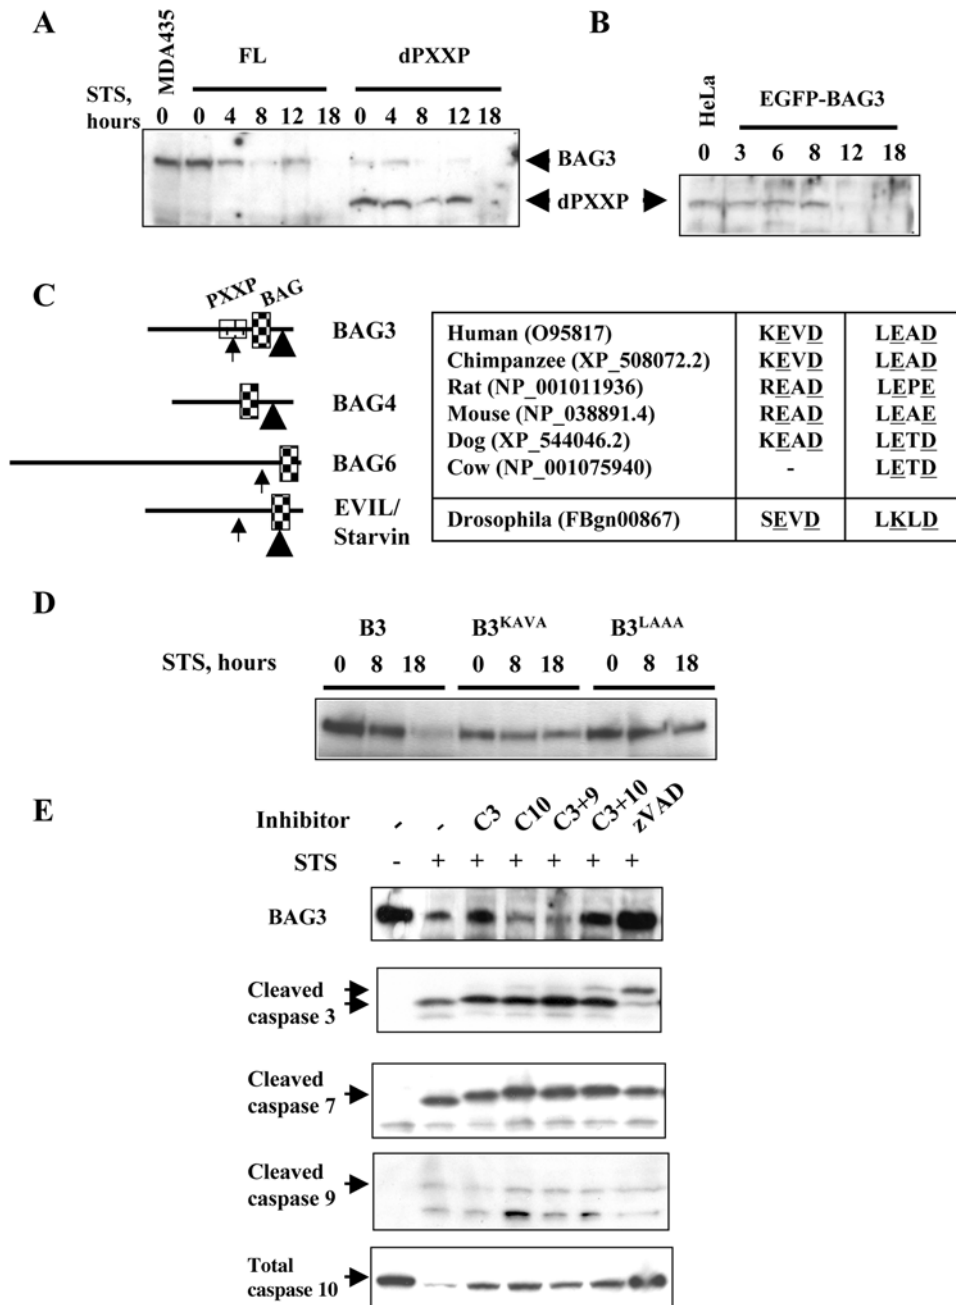 A
B
MDA435
FL
dPXXP
STS,
hours
0 0 4 8 12 18 0 4 8 12 18
BAG3
dPXXP
HeLa
EGFP-BAG3
0 3 6 8 12 18
C
PXXP
BAG
BAG3
BAG4
BAG6
EVIL/
Starvin
Human (O95817) KEVD LEAD
Chimpanzee (XP_508072.2) KEVD LEAD
Rat (NP_001011936) READ LEPE
Mouse (NP_038891.4) READ LEAE
Dog (XP_544046.2) KEAD LETD
Cow (NP_001075940) - LETD
Drosophila (FBgn00867) SEVD LKLD
D
B3 B3KAVA B3LAAA
STS, hours 0 8 18 0 8 18 0 8 18
E
Inhibitor - - C3 C10 C3+9 C3+10 zVAD
STS - + + + + + +
BAG3
Cleaved
caspase 3
Cleaved
caspase 7
Cleaved
caspase 9
Total
caspase 10